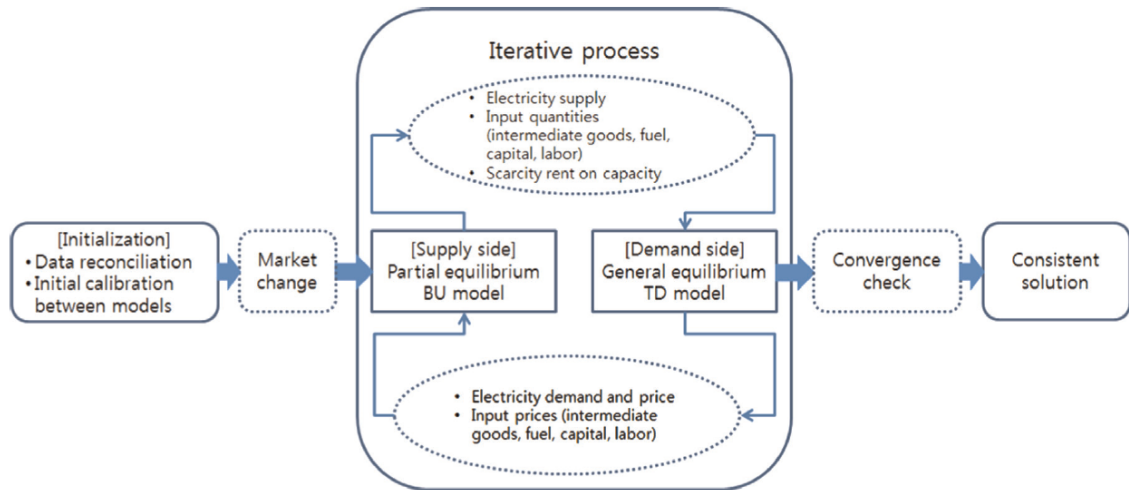 Iterative process
• Electricity supply
• Input quantities
(intermediate goods, fuel,
capital, labor)
• Scarcity rent on capacity
[Initialization]
• Data reconciliation
• Initial calibration
between models
Market
change
[Supply side]
Partial equilibrium
BU model
[Demand side]
General equilibrium
TD model
Convergence
check
Consistent
solution
• Electricity demand and price
• Input prices (intermediate
goods, fuel, capital, labor)